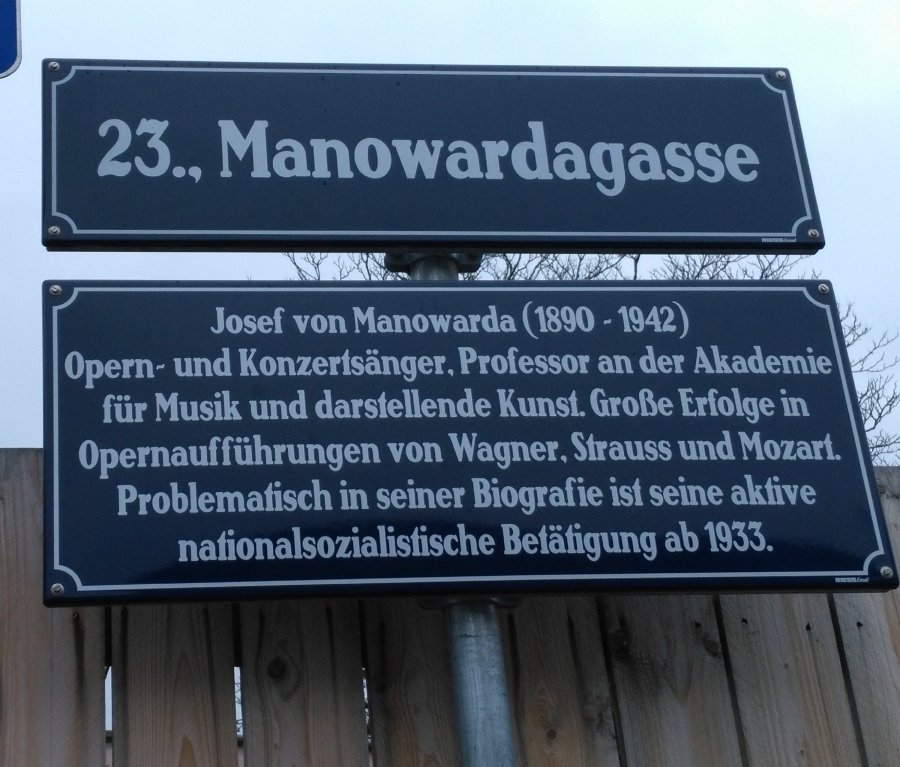 23., Manowardagasse
Josef von Manowarda (1890 - 1942)
Opern- und Konzertsänger, Professor an der Akademie
für Musik und darstellende Kunst. Große Erfolge in
Opernaufführungen von Wagner, Strauss und Mozart.
Problematisch in seiner Biografie ist seine aktive
nationalsozialistische Betätigung ab 1933.